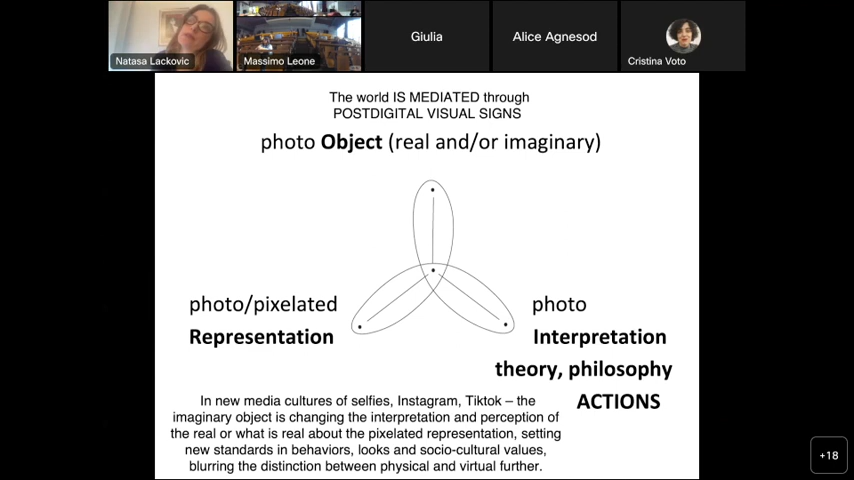 Natasa Lackovic
Massimo Leone
Giulia
Alice Agnesod
Cristina Voto
The world IS MEDIATED through
POSTDIGITAL VISUAL SIGNS
photo Object (real and/or imaginary)
photo/pixelated
Representation
photo
Interpretation
theory, philosophy
ACTIONS
In new media cultures of selfies, Instagram, Tiktok – the
imaginary object is changing the interpretation and perception of
the real or what is real about the pixelated representation, setting
new standards in behaviors, looks and socio-cultural values,
blurring the distinction between physical and virtual further.
+18